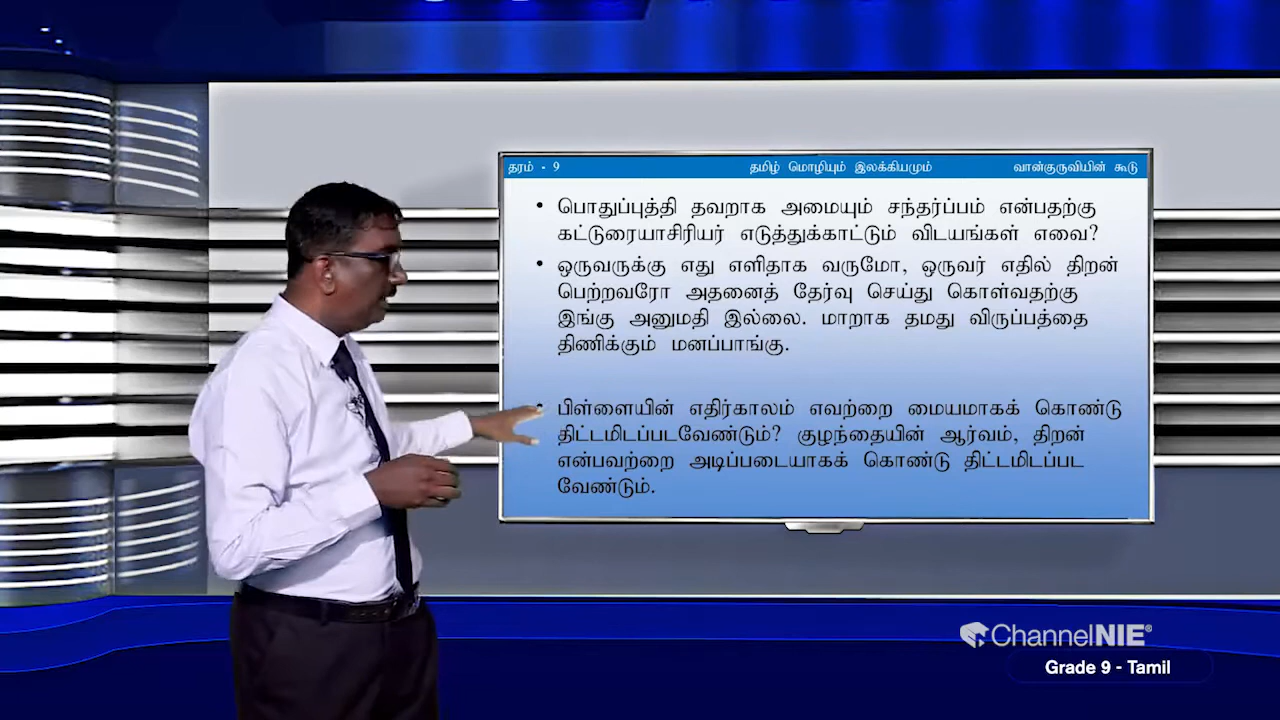 தரம் - 9 தமிழ் மொழியும் இலக்கியமும் வான்குருவியின் கூடு
• பொதுப்புத்தி தவறாக அமையும் சந்தர்ப்பம் என்பதற்கு
கட்டுரையாசிரியர் எடுத்துக்காட்டும் விடயங்கள் எவை?
• ஒருவருக்கு எது எளிதாக வருமோ, ஒருவர் எதில் திறன்
பெற்றவரோ அதனைத் தேர்வு செய்து கொள்வதற்கு
இங்கு அனுமதி இல்லை. மாறாக தமது விருப்பத்தை
திணிக்கும் மனப்பாங்கு.
• பிள்ளையின் எதிர்காலம் எவற்றை மையமாகக் கொண்டு
திட்டமிடப்படவேண்டும்? குழந்தையின் ஆர்வம், திறன்
என்பவற்றை அடிப்படையாகக் கொண்டு திட்டமிடப்பட
வேண்டும்.
ChannelNIE®
Grade 9 - Tamil